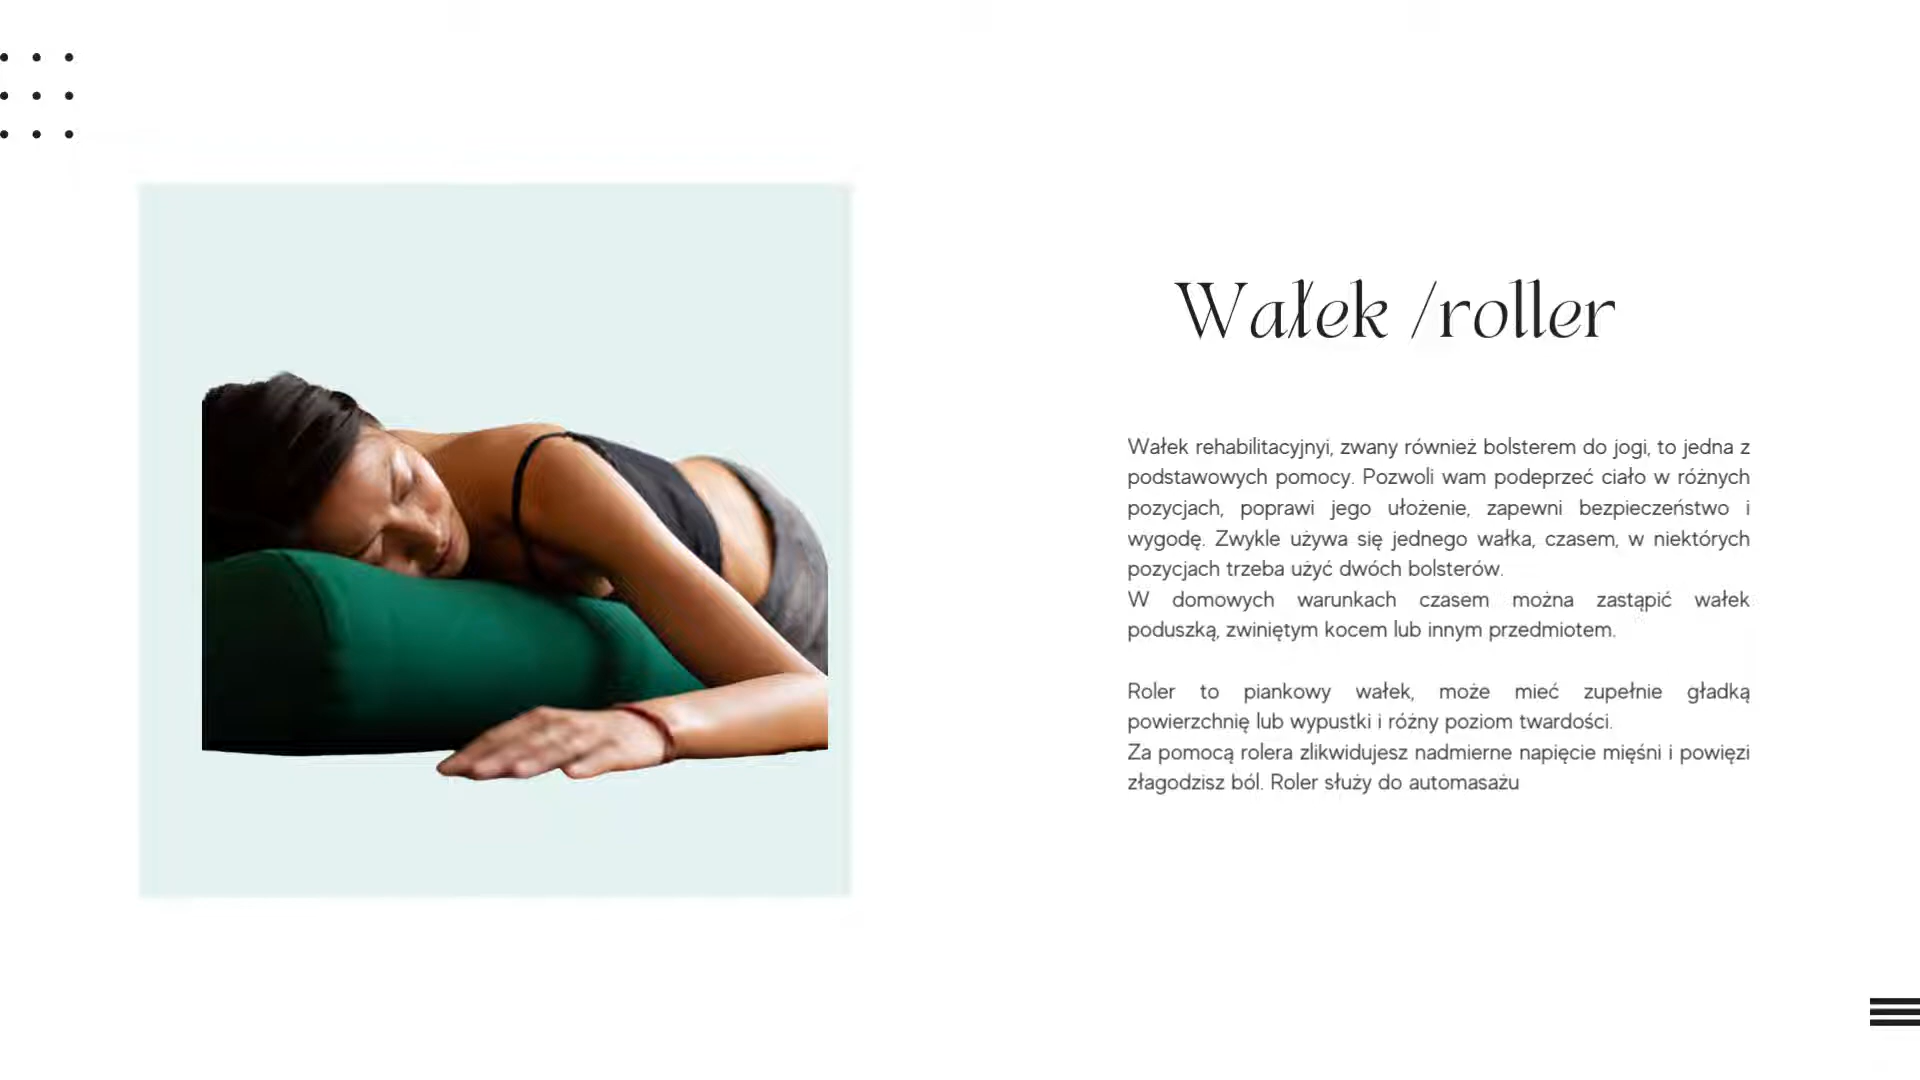 Wałek /roller
Wałek rehabilitacyjnyi, zwany również bolsterem do jogi, to jedna z
podstawowych pomocy. Pozwoli wam podeprzeć ciało w różnych
pozycjach, poprawi jego ułożenie, zapewni bezpieczeństwo i
wygodę. Zwykle używa się jednego wałka, czasem, w niektórych
pozycjach trzeba użyć dwóch bolsterów.
W domowych warunkach czasem można zastąpić wałek
poduszką, zwiniętym kocem lub innym przedmiotem.
Roler to piankowy wałek, może mieć zupełnie gładką
powierzchnię lub wypustki i różny poziom twardości.
Za pomocą rolera zlikwidujesz nadmierne napięcie mięśni i powięzi
złagodzisz ból. Roler służy do automasażu